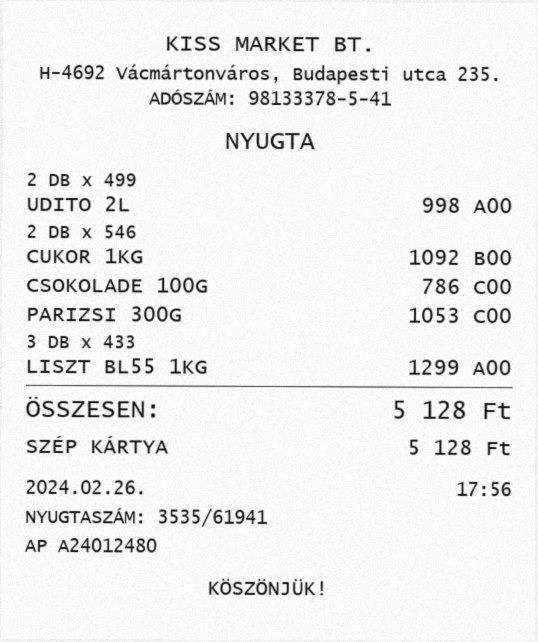 KISS MARKET BT.
H-4692 Vácmártonváros, Budapesti utca 235.
ADÓSZÁM: 98133378-5-41
NYUGTA
2 DB x 499
UDITO 2L 998 A00
2 DB x 546
CUKOR 1KG 1092 B00
CSOKOLADE 100G 786 C00
PARIZSI 300G 1053 C00
3 DB x 433
LISZT BL55 1KG 1299 A00
ÖSSZESEN: 5 128 Ft
SZÉP KÁRTYA 5 128 Ft
2024.02.26. 17:56
NYUGTASZÁM: 3535/61941
AP A24012480
KÖSZÖNJÜK!